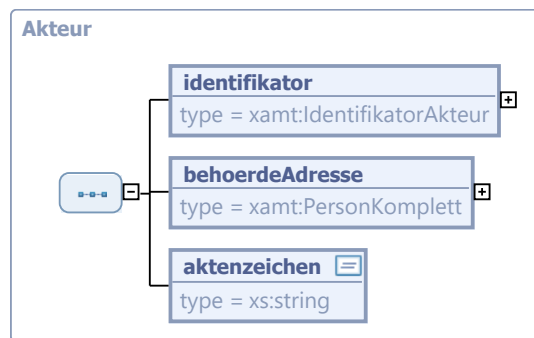 Akteur
identifikator
type = xamt:IdentifikatorAkteur
behoerdeAdresse
type = xamt:PersonKomplett
aktenzeichen
type = xs:string